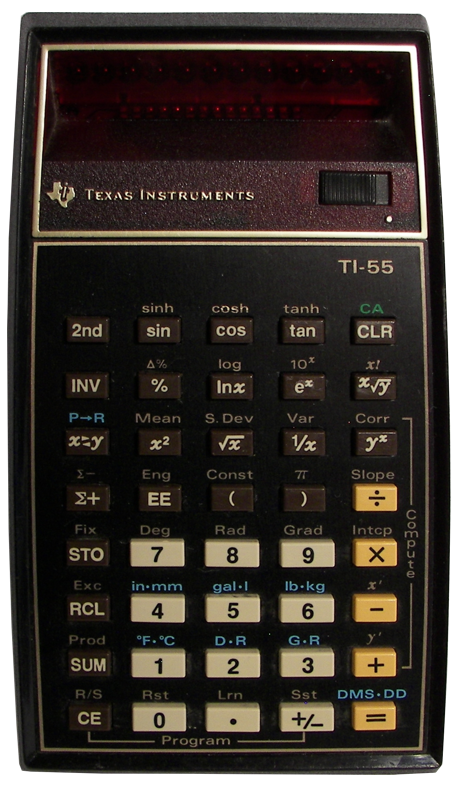 TEXAS INSTRUMENTS
TI-55
sinh cosh tanh CA
2nd sin cos tan CLR
Δ% log 10ˣ x!
INV % lnx eˣ ˣ√y
P→R Mean S.Dev Var Corr
x⇆y x² √x 1/x yˣ
Σ− Eng Const π Slope
Σ+ EE ( ) ÷
Fix Deg Rad Grad Intcp
STO 7 8 9 ×
Compute
Exc in·mm gal·l lb·kg x'
RCL 4 5 6 −
Prod °F·°C D·R G·R y'
SUM 1 2 3 +
R/S Rst Lrn Sst DMS·DD
CE 0 · +/− =
Program